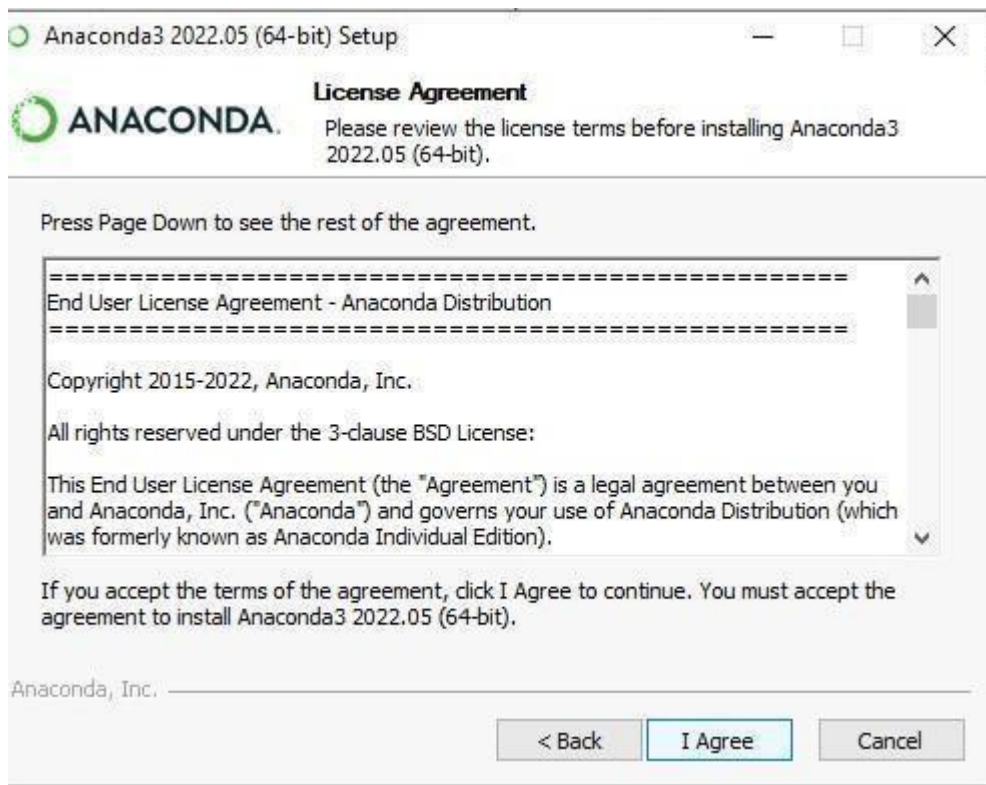 Anaconda3 2022.05 (64-bit) Setup
ANACONDA.
License Agreement
Please review the license terms before installing Anaconda3
2022.05 (64-bit).
Press Page Down to see the rest of the agreement.
====================================================
End User License Agreement - Anaconda Distribution
====================================================
Copyright 2015-2022, Anaconda, Inc.
All rights reserved under the 3-clause BSD License:
This End User License Agreement (the "Agreement") is a legal agreement between you
and Anaconda, Inc. ("Anaconda") and governs your use of Anaconda Distribution (which
was formerly known as Anaconda Individual Edition).
If you accept the terms of the agreement, click I Agree to continue. You must accept the
agreement to install Anaconda3 2022.05 (64-bit).
Anaconda, Inc.
< Back
I Agree
Cancel